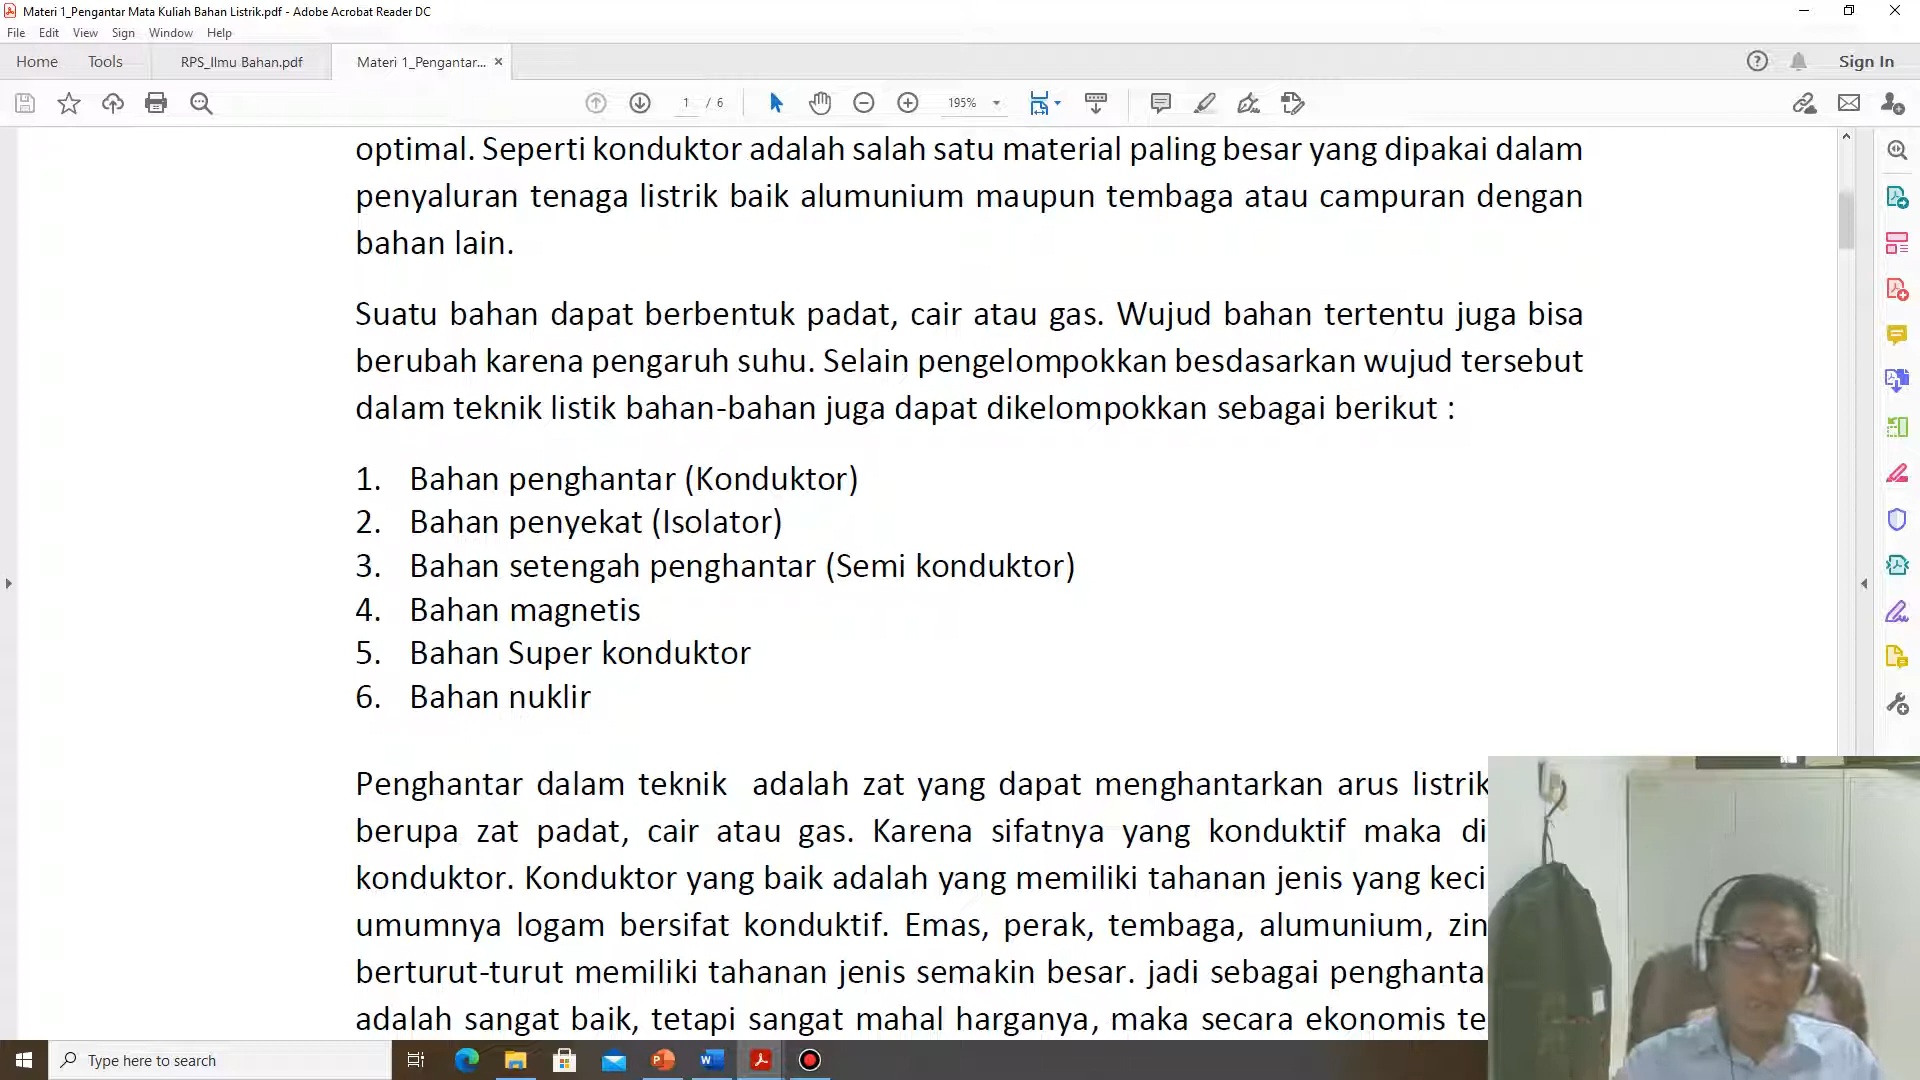 Materi 1_Pengantar Mata Kuliah Bahan Listrik.pdf - Adobe Acrobat Reader DC
File Edit View Sign Window Help
Home Tools RPS_Ilmu Bahan.pdf Materi 1_Pengantar... ×
Sign In
1 / 6 195%
optimal. Seperti konduktor adalah salah satu material paling besar yang dipakai dalam
penyaluran tenaga listrik baik alumunium maupun tembaga atau campuran dengan
bahan lain.
Suatu bahan dapat berbentuk padat, cair atau gas. Wujud bahan tertentu juga bisa
berubah karena pengaruh suhu. Selain pengelompokkan besdasarkan wujud tersebut
dalam teknik listik bahan-bahan juga dapat dikelompokkan sebagai berikut :
1. Bahan penghantar (Konduktor)
2. Bahan penyekat (Isolator)
3. Bahan setengah penghantar (Semi konduktor)
4. Bahan magnetis
5. Bahan Super konduktor
6. Bahan nuklir
Penghantar dalam teknik adalah zat yang dapat menghantarkan arus listrik
berupa zat padat, cair atau gas. Karena sifatnya yang konduktif maka di
konduktor. Konduktor yang baik adalah yang memiliki tahanan jenis yang keci
umumnya logam bersifat konduktif. Emas, perak, tembaga, alumunium, zin
berturut-turut memiliki tahanan jenis semakin besar. jadi sebagai penghanta
adalah sangat baik, tetapi sangat mahal harganya, maka secara ekonomis te
Type here to search